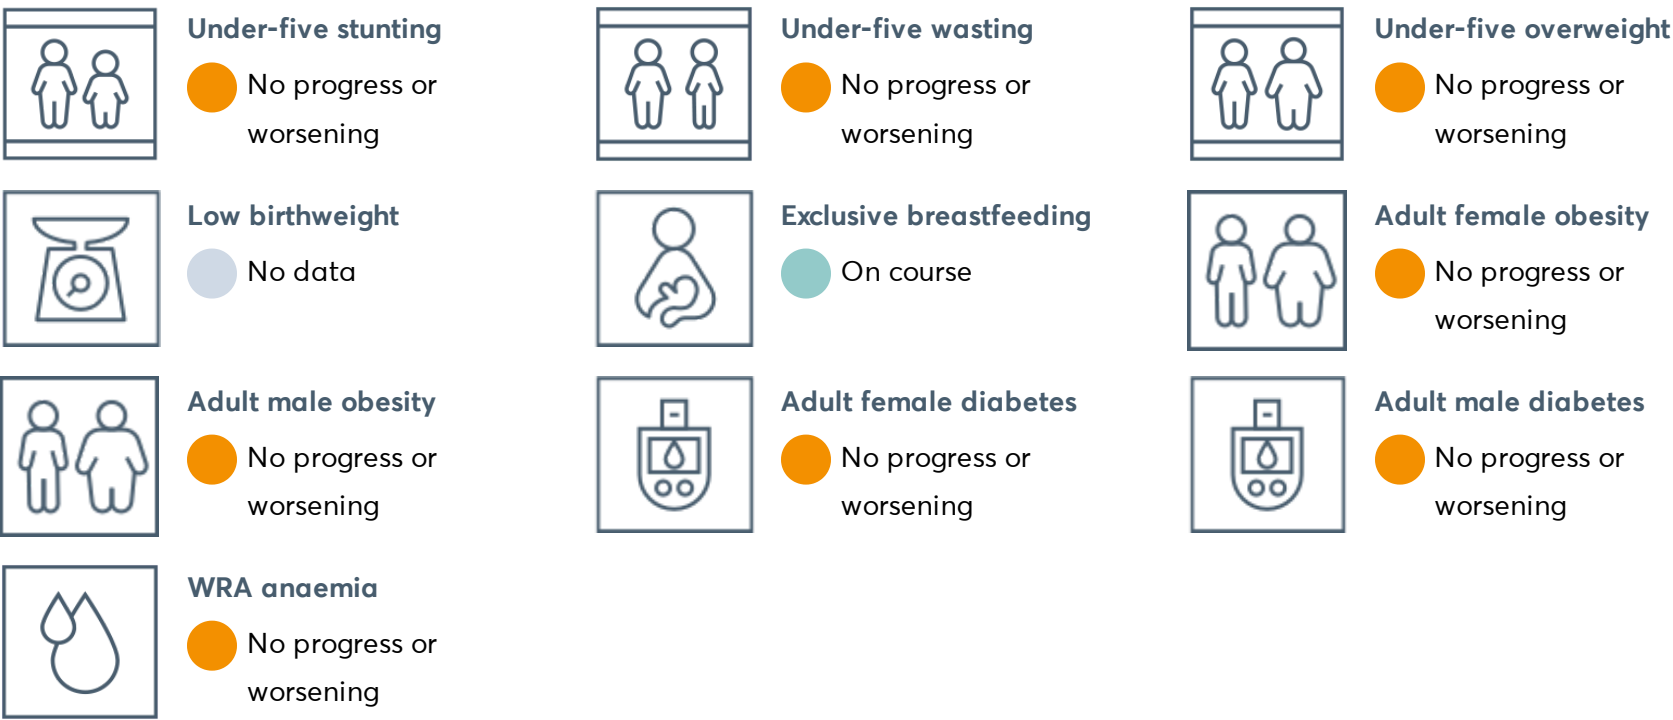 Under-five stunting
No progress or
worsening
Under-five wasting
No progress or
worsening
Under-five overweight
No progress or
worsening
Low birthweight
No data
Exclusive breastfeeding
On course
Adult female obesity
No progress or
worsening
Adult male obesity
No progress or
worsening
Adult female diabetes
No progress or
worsening
Adult male diabetes
No progress or
worsening
WRA anaemia
No progress or
worsening